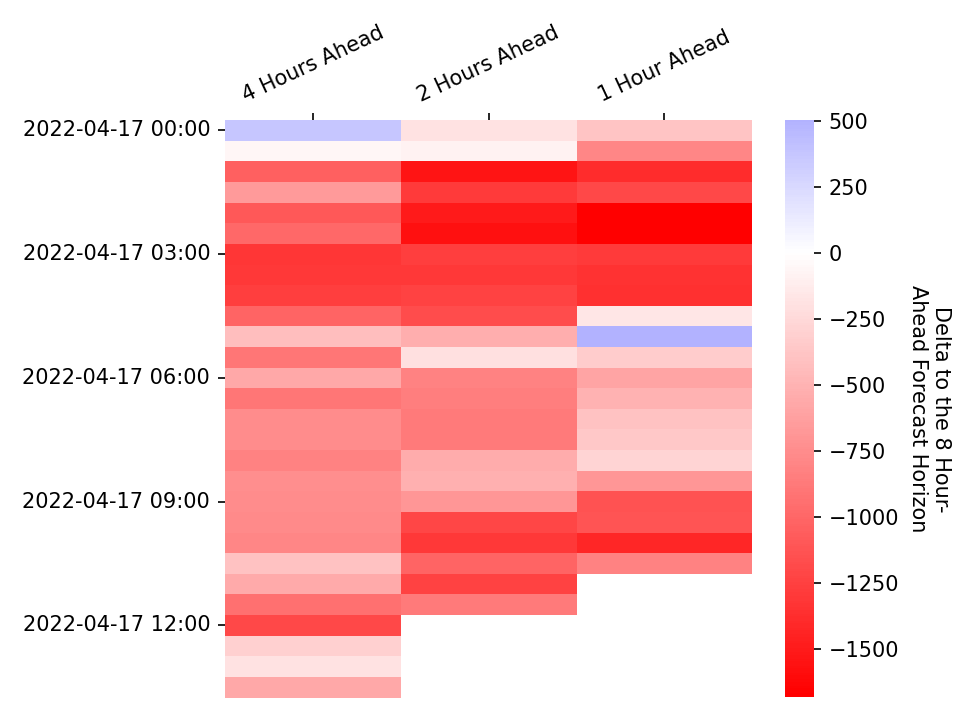 4 Hours Ahead
2 Hours Ahead
1 Hour Ahead
2022-04-17 00:00
2022-04-17 03:00
2022-04-17 06:00
2022-04-17 09:00
2022-04-17 12:00
500
250
0
−250
−500
−750
−1000
−1250
−1500
Delta to the 8 Hour-
Ahead Forecast Horizon